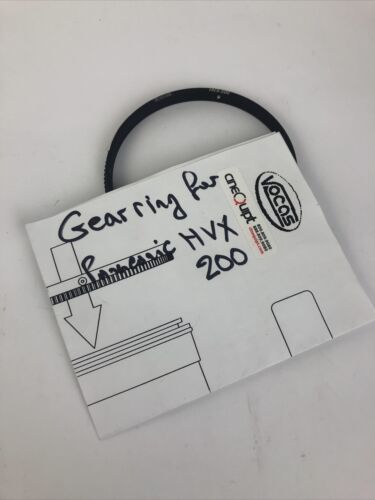 Gear ring for
Panasonic HVX
200
CINEQUIPT
VOCAS